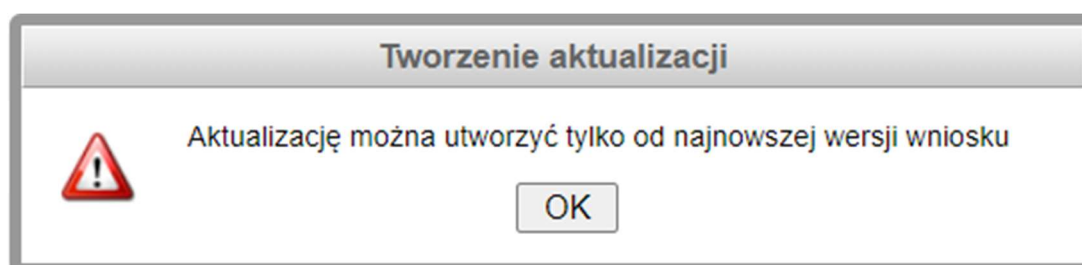 Tworzenie aktualizacji
Aktualizację można utworzyć tylko od najnowszej wersji wniosku
OK